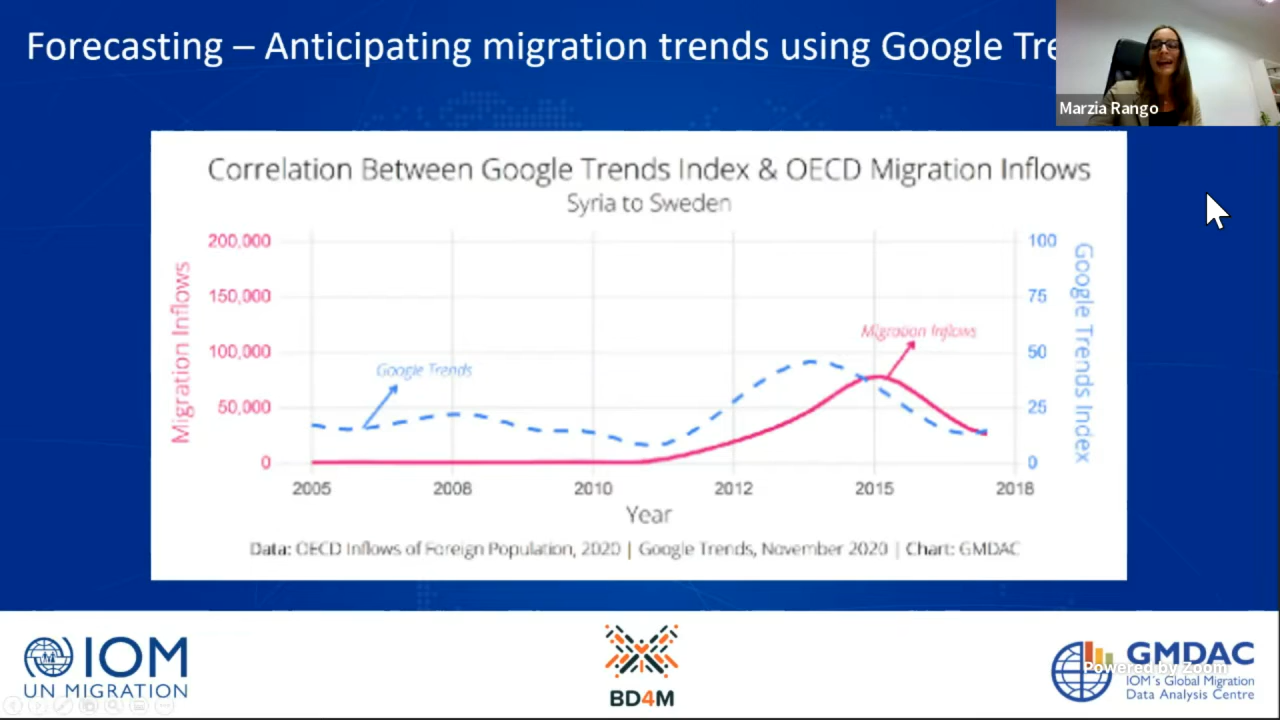 Forecasting – Anticipating migration trends using Google Tre
Marzia Rango
Correlation Between Google Trends Index & OECD Migration Inflows
Syria to Sweden
Migration Inflows
200,000
150,000
100,000
50,000
0
Google Trends
Migration Inflows
100
75
50
25
0
Google Trends Index
2005
2008
2010
2012
2015
2018
Year
Data: OECD Inflows of Foreign Population, 2020 | Google Trends, November 2020 | Chart: GMDAC
IOM
UN MIGRATION
BD4M
GMDAC
IOM's Global Migration
Data Analysis Centre
Powered by Zoom